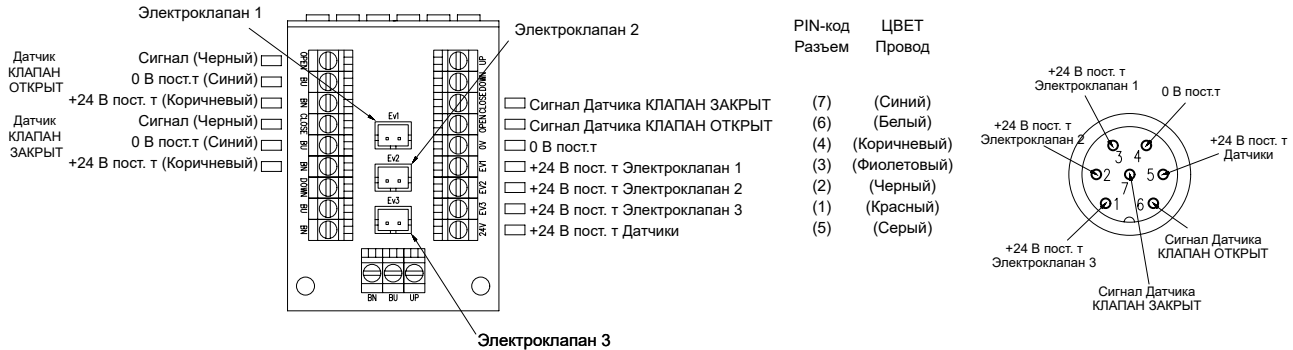 Электроклапан 1
Электроклапан 2
PIN-код ЦВЕТ
Разъем Провод
Датчик
КЛАПАН
ОТКРЫТ
Сигнал (Черный)
0 В пост.т (Синий)
+24 В пост. т (Коричневый)
Датчик
КЛАПАН
ЗАКРЫТ
Сигнал (Черный)
0 В пост.т (Синий)
+24 В пост. т (Коричневый)
OPEN
BU
BN
CLOSE
BU
BN
DOWN
BU
BN
Ev1
Ev2
Ev3
BN BU UP
UP
DOWN
CLOSE
OPEN
0V
EV1
EV2
EV3
24V
Сигнал Датчика КЛАПАН ЗАКРЫТ (7) (Синий)
Сигнал Датчика КЛАПАН ОТКРЫТ (6) (Белый)
0 В пост.т (4) (Коричневый)
+24 В пост. т Электроклапан 1 (3) (Фиолетовый)
+24 В пост. т Электроклапан 2 (2) (Черный)
+24 В пост. т Электроклапан 3 (1) (Красный)
+24 В пост. т Датчики (5) (Серый)
Электроклапан 3
+24 В пост. т
Электроклапан 1
0 В пост.т
+24 В пост. т
Электроклапан 2
+24 В пост. т
Датчики
3 4
2 5
7
1 6
+24 В пост. т
Электроклапан 3
Сигнал Датчика
КЛАПАН ОТКРЫТ
Сигнал Датчика
КЛАПАН ЗАКРЫТ